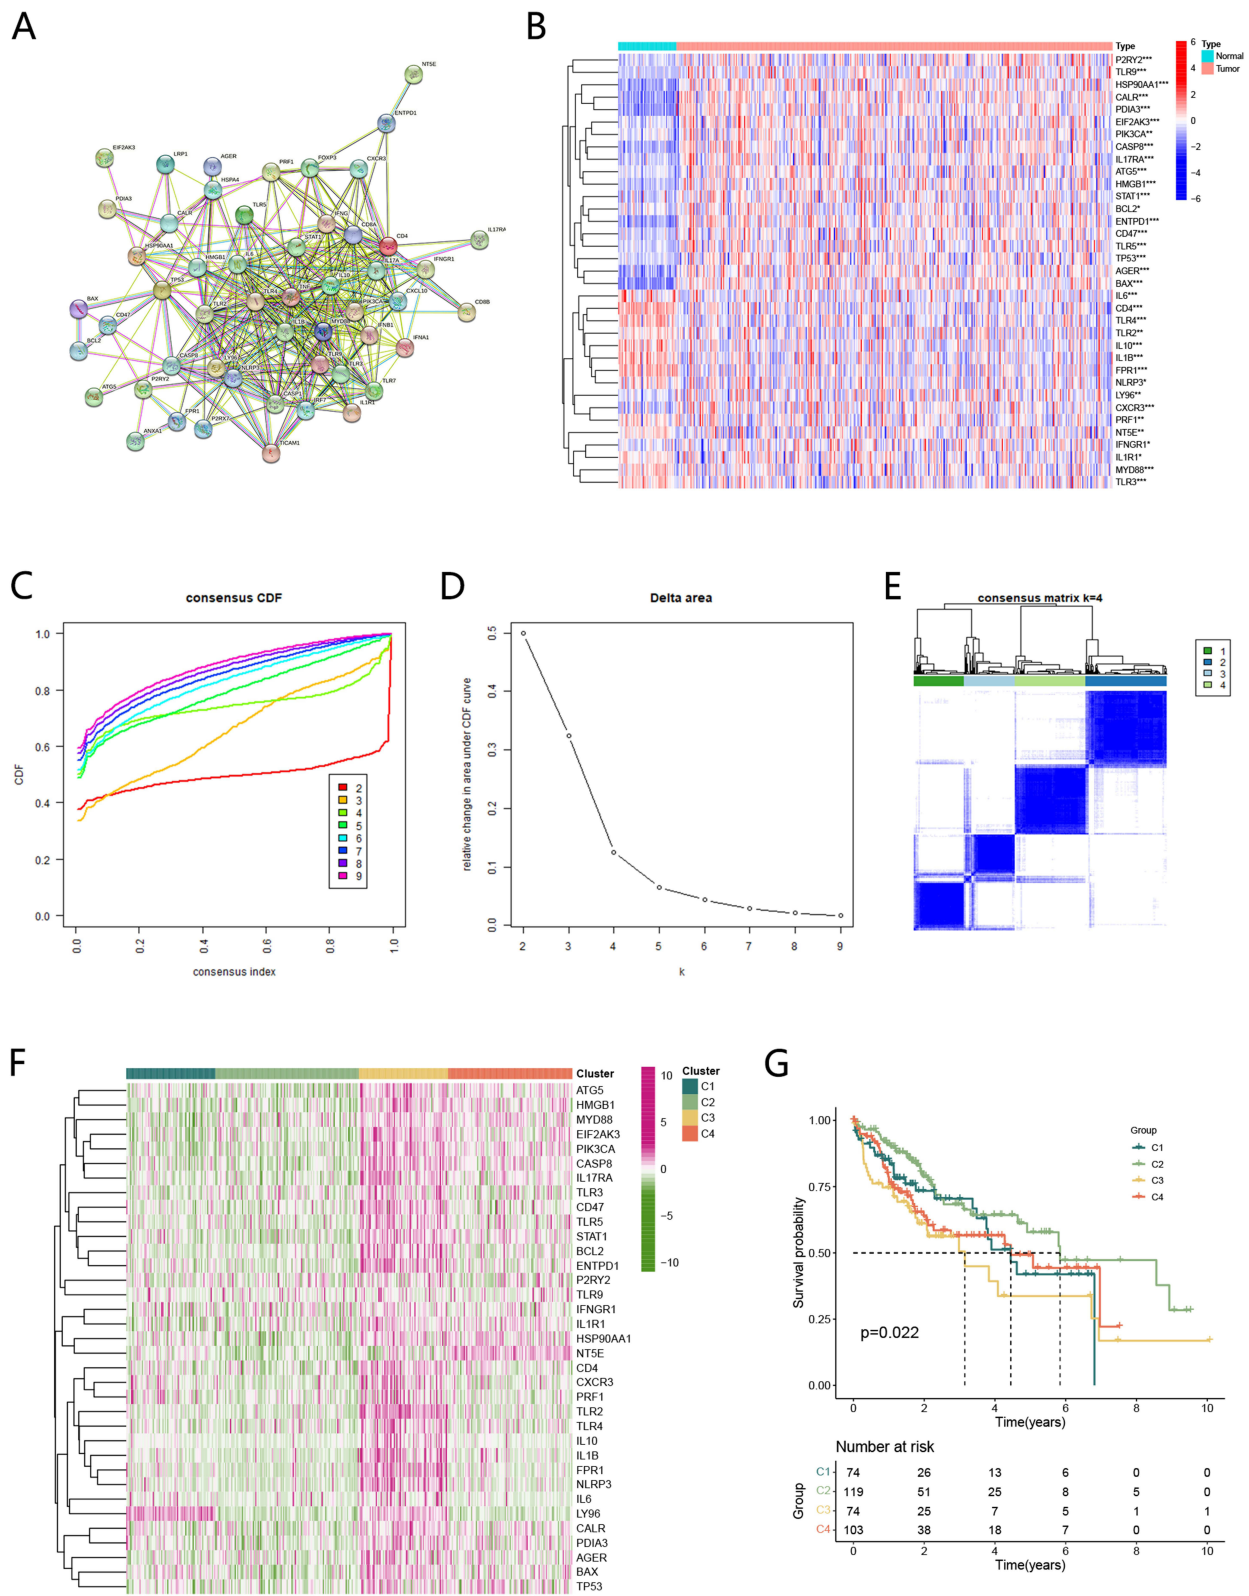 A
NT5E
ENTPD1
EIF2AK3
LRP1
AGER
HSPA4
PRF1
FOXP3
CXCR3
PDIA3
CALR
TLR5
IFNG
CD8A
STAT1
CD4
IL17RA
HSP90AA1
HMGB1
IL6
IL17A
IFNGR1
TP53
IL10
TLR4
TNF
CXCL10
BAX
CD47
TLR2
PIK3CA
CD8B
IL1B
MYD88
IFNB1
BCL2
IFNA1
CASP8
LY96
TLR9
NLRP3
TLR3
ATG5
P2RY2
TLR7
CASP1
FPR1
P2RX7
IRF7
IL1R1
ANXA1
TICAM1
B
Type
P2RY2***
TLR9***
HSP90AA1***
CALR***
PDIA3***
EIF2AK3***
PIK3CA**
CASP8***
IL17RA***
ATG5***
HMGB1***
STAT1***
BCL2*
ENTPD1***
CD47***
TLR5***
TP53***
AGER***
BAX***
IL6***
CD4***
TLR4***
TLR2**
IL10***
IL1B***
FPR1***
NLRP3*
LY96**
CXCR3***
PRF1**
NT5E**
IFNGR1*
IL1R1*
MYD88***
TLR3***
6
4
2
0
−2
−4
−6
Type
Normal
Tumor
C
consensus CDF
CDF
1.0
0.8
0.6
0.4
0.2
0.0
2
3
4
5
6
7
8
9
0.0 0.2 0.4 0.6 0.8 1.0
consensus index
D
Delta area
relative change in area under CDF curve
0.5
0.4
0.3
0.2
0.1
0.0
2 3 4 5 6 7 8 9
k
E
consensus matrix k=4
1
2
3
4
F
Cluster
ATG5
HMGB1
MYD88
EIF2AK3
PIK3CA
CASP8
IL17RA
TLR3
CD47
TLR5
STAT1
BCL2
ENTPD1
P2RY2
TLR9
IFNGR1
IL1R1
HSP90AA1
NT5E
CD4
CXCR3
PRF1
TLR2
TLR4
IL10
IL1B
FPR1
NLRP3
IL6
LY96
CALR
PDIA3
AGER
BAX
TP53
10
5
0
−5
−10
Cluster
C1
C2
C3
C4
G
Survival probability
1.00
0.75
0.50
0.25
0.00
Group
C1
C2
C3
C4
p=0.022
0 2 4 6 8 10
Time(years)
Number at risk
Group
C1 74 26 13 6 0 0
C2 119 51 25 8 5 0
C3 74 25 7 5 1 1
C4 103 38 18 7 0 0
0 2 4 6 8 10
Time(years)